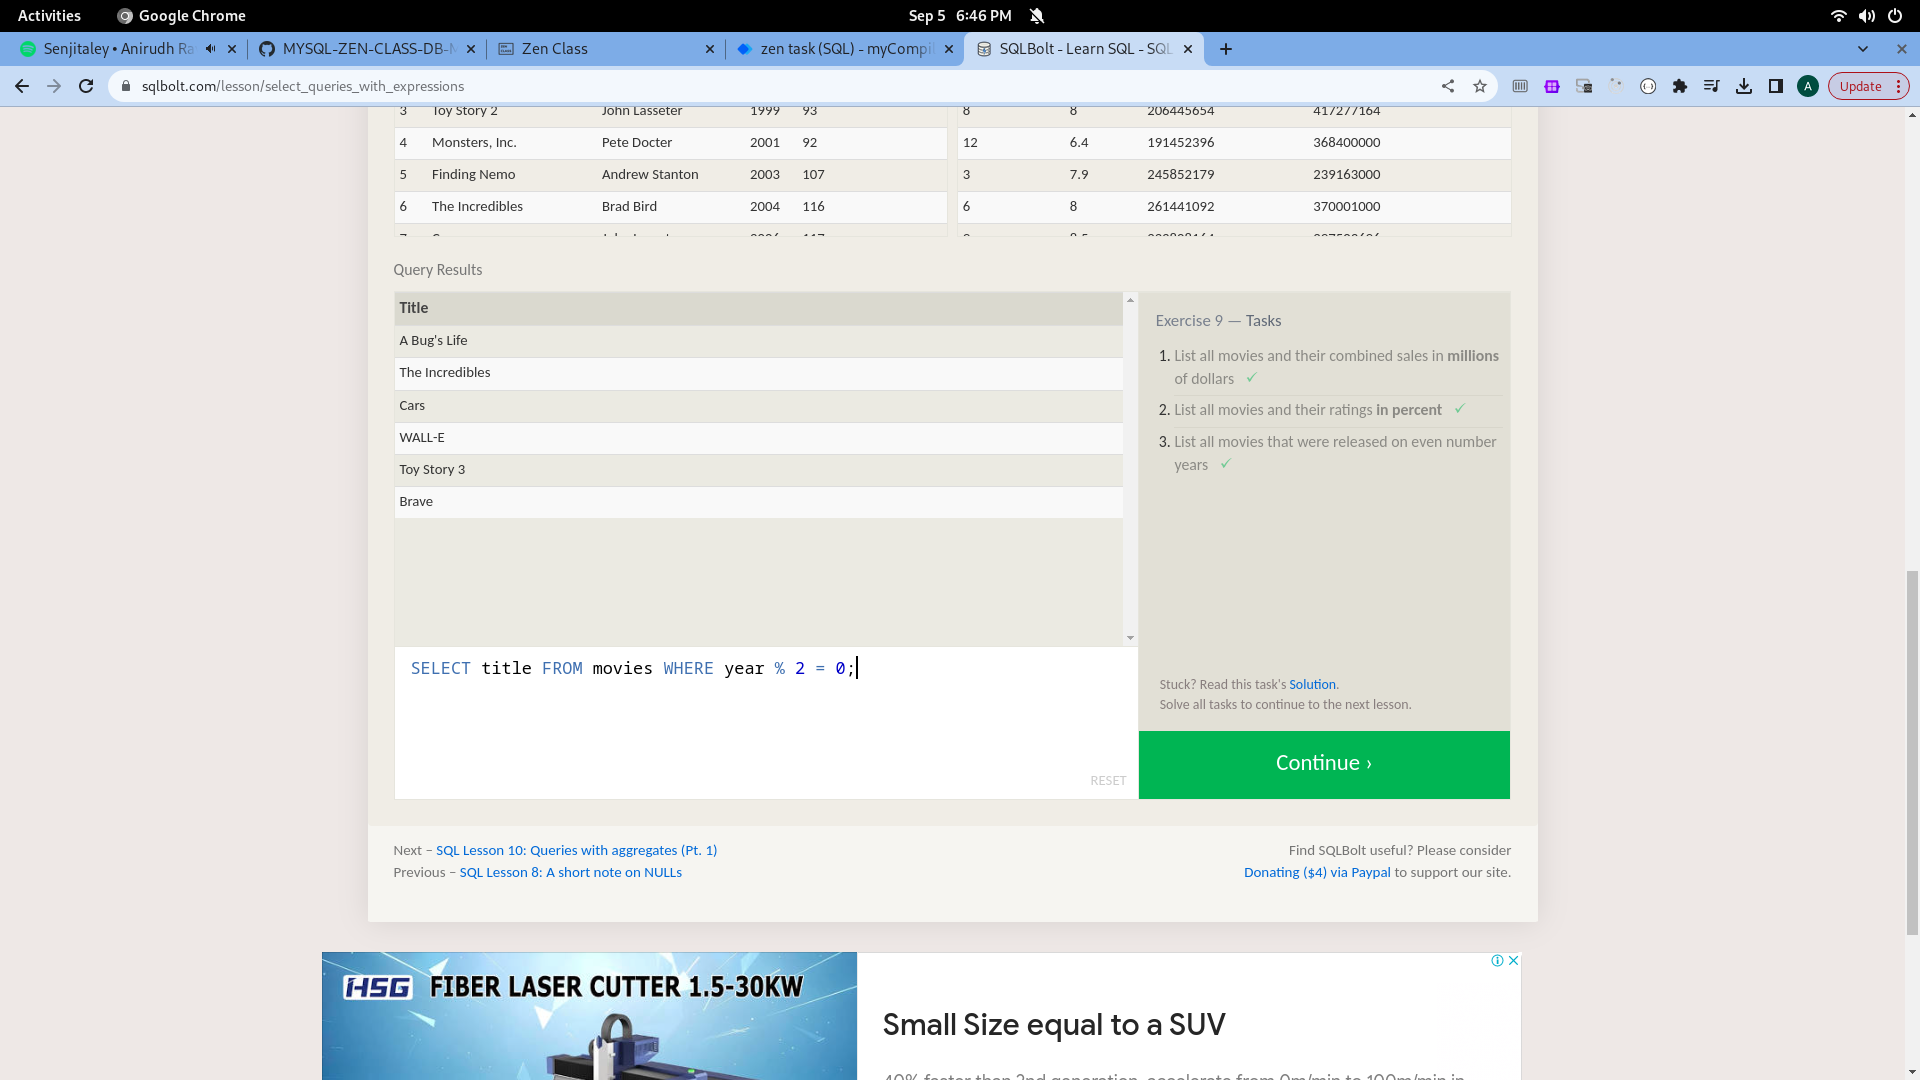 Activities Google Chrome Sep 5 6:46 PM
Senjitaley • Anirudh Ra MYSQL-ZEN-CLASS-DB-M Zen Class zen task (SQL) - myCompil SQLBolt - Learn SQL - SQL
sqlbolt.com/lesson/select_queries_with_expressions A Update
3 Toy Story 2 John Lasseter 1999 93 8 8 206445654 417277164
4 Monsters, Inc. Pete Docter 2001 92 12 6.4 191452396 368400000
5 Finding Nemo Andrew Stanton 2003 107 3 7.9 245852179 239163000
6 The Incredibles Brad Bird 2004 116 6 8 261441092 370001000
Query Results
Title
A Bug's Life
The Incredibles
Cars
WALL-E
Toy Story 3
Brave
Exercise 9 — Tasks
1. List all movies and their combined sales in millions
of dollars ✓
2. List all movies and their ratings in percent ✓
3. List all movies that were released on even number
years ✓
SELECT title FROM movies WHERE year % 2 = 0;
RESET
Stuck? Read this task's Solution.
Solve all tasks to continue to the next lesson.
Continue ›
Next – SQL Lesson 10: Queries with aggregates (Pt. 1)
Previous – SQL Lesson 8: A short note on NULLs
Find SQLBolt useful? Please consider
Donating ($4) via Paypal to support our site.
HSG FIBER LASER CUTTER 1.5-30KW
Small Size equal to a SUV
40% faster than 2nd generation, accelerate from 0m/min to 100m/min in